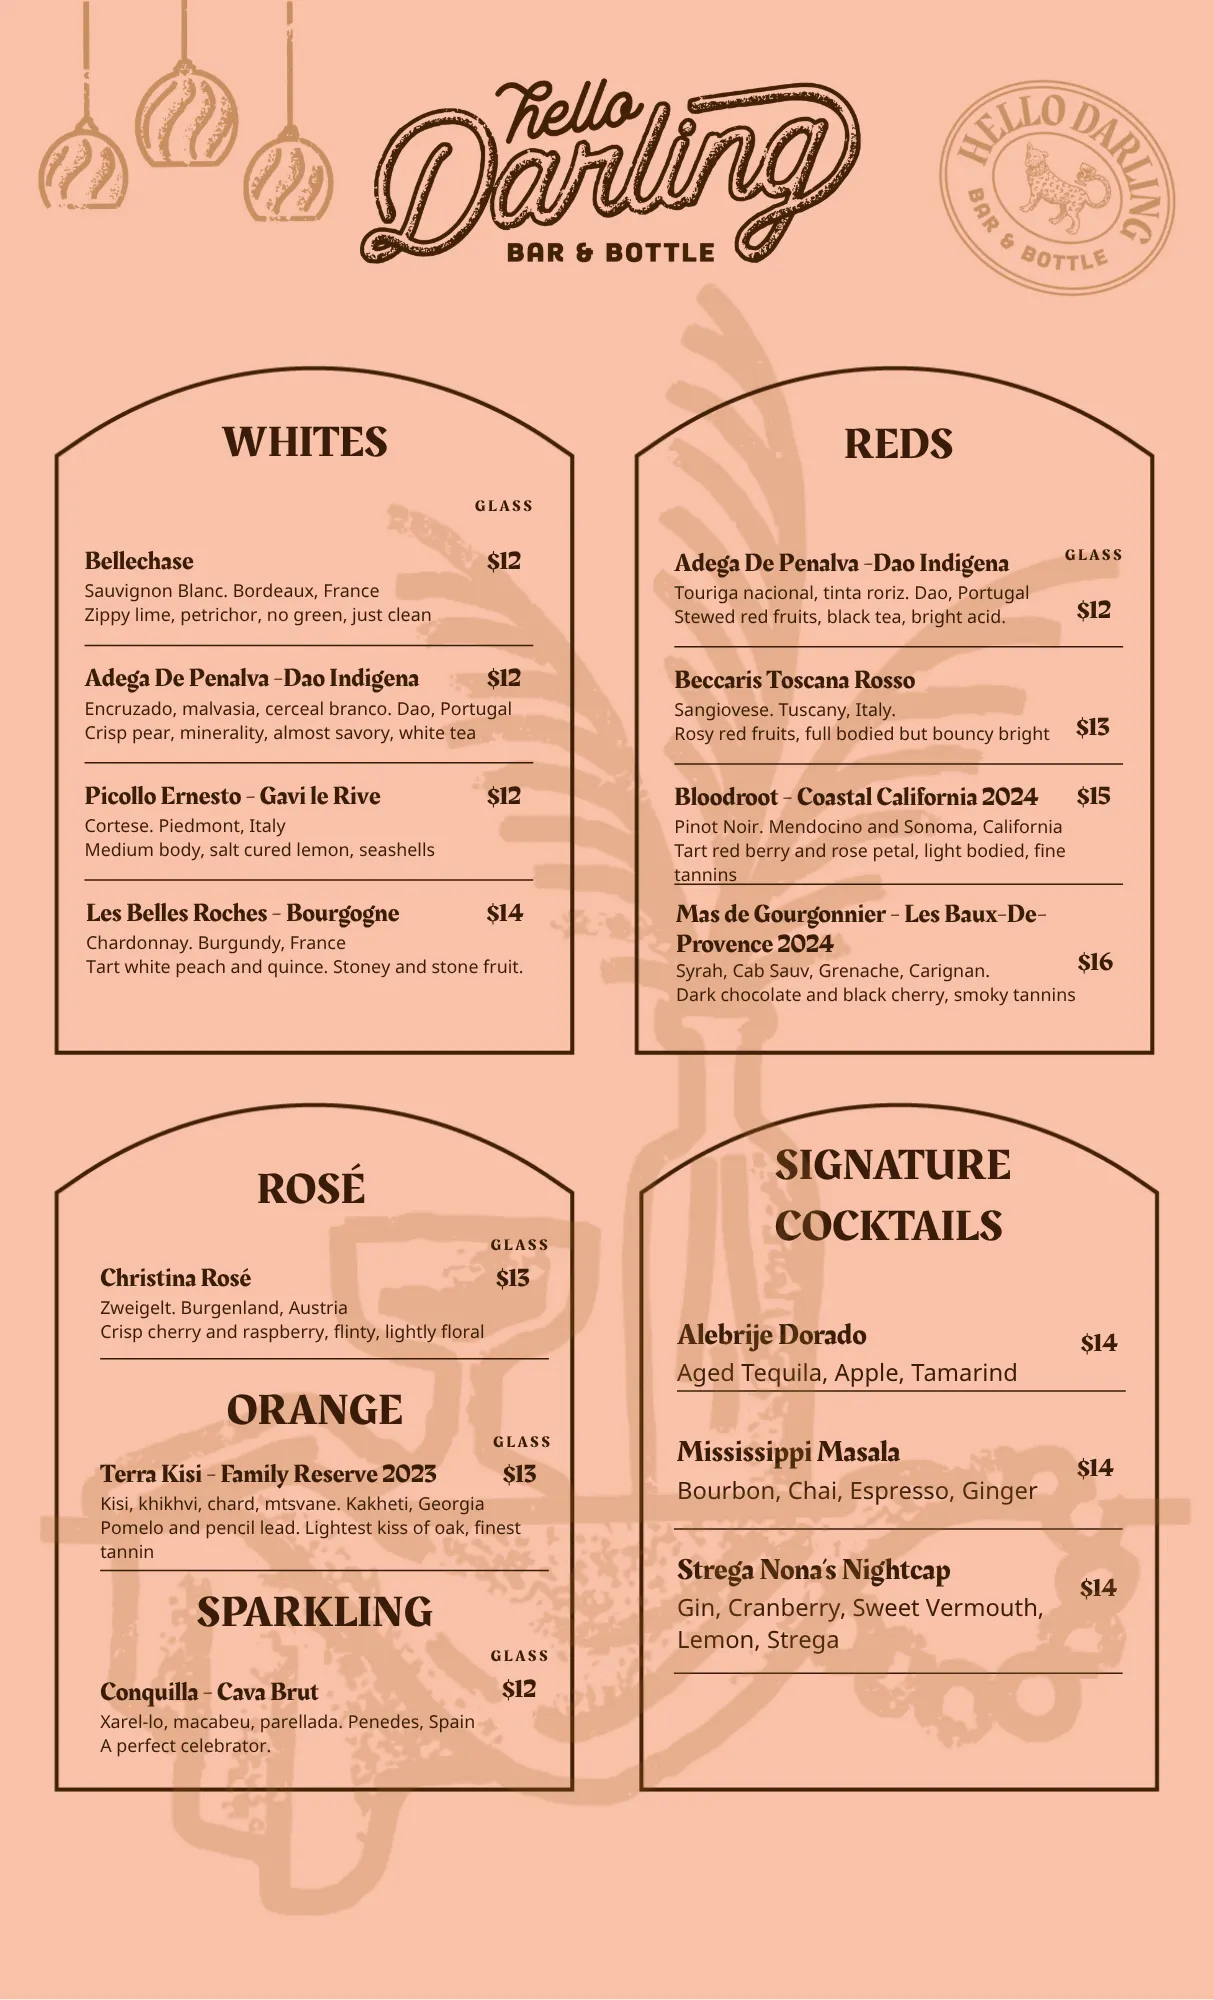 hello
Darling
BAR & BOTTLE
HELLO DARLING
BAR & BOTTLE
WHITES
GLASS
Bellechase $12
Sauvignon Blanc. Bordeaux, France
Zippy lime, petrichor, no green, just clean
Adega De Penalva -Dao Indigena $12
Encruzado, malvasia, cerceal branco. Dao, Portugal
Crisp pear, minerality, almost savory, white tea
Picollo Ernesto - Gavi le Rive $12
Cortese. Piedmont, Italy
Medium body, salt cured lemon, seashells
Les Belles Roches - Bourgogne $14
Chardonnay. Burgundy, France
Tart white peach and quince. Stoney and stone fruit.
REDS
GLASS
Adega De Penalva -Dao Indigena
Touriga nacional, tinta roriz. Dao, Portugal
Stewed red fruits, black tea, bright acid. $12
Beccaris Toscana Rosso
Sangiovese. Tuscany, Italy.
Rosy red fruits, full bodied but bouncy bright $13
Bloodroot - Coastal California 2024 $15
Pinot Noir. Mendocino and Sonoma, California
Tart red berry and rose petal, light bodied, fine
tannins
Mas de Gourgonnier - Les Baux-De-
Provence 2024
Syrah, Cab Sauv, Grenache, Carignan. $16
Dark chocolate and black cherry, smoky tannins
ROSÉ
GLASS
Christina Rosé $13
Zweigelt. Burgenland, Austria
Crisp cherry and raspberry, flinty, lightly floral
ORANGE
GLASS
Terra Kisi - Family Reserve 2023 $13
Kisi, khikhvi, chard, mtsvane. Kakheti, Georgia
Pomelo and pencil lead. Lightest kiss of oak, finest
tannin
SPARKLING
GLASS
Conquilla - Cava Brut $12
Xarel-lo, macabeu, parellada. Penedes, Spain
A perfect celebrator.
SIGNATURE
COCKTAILS
Alebrije Dorado $14
Aged Tequila, Apple, Tamarind
Mississippi Masala $14
Bourbon, Chai, Espresso, Ginger
Strega Nona's Nightcap $14
Gin, Cranberry, Sweet Vermouth,
Lemon, Strega